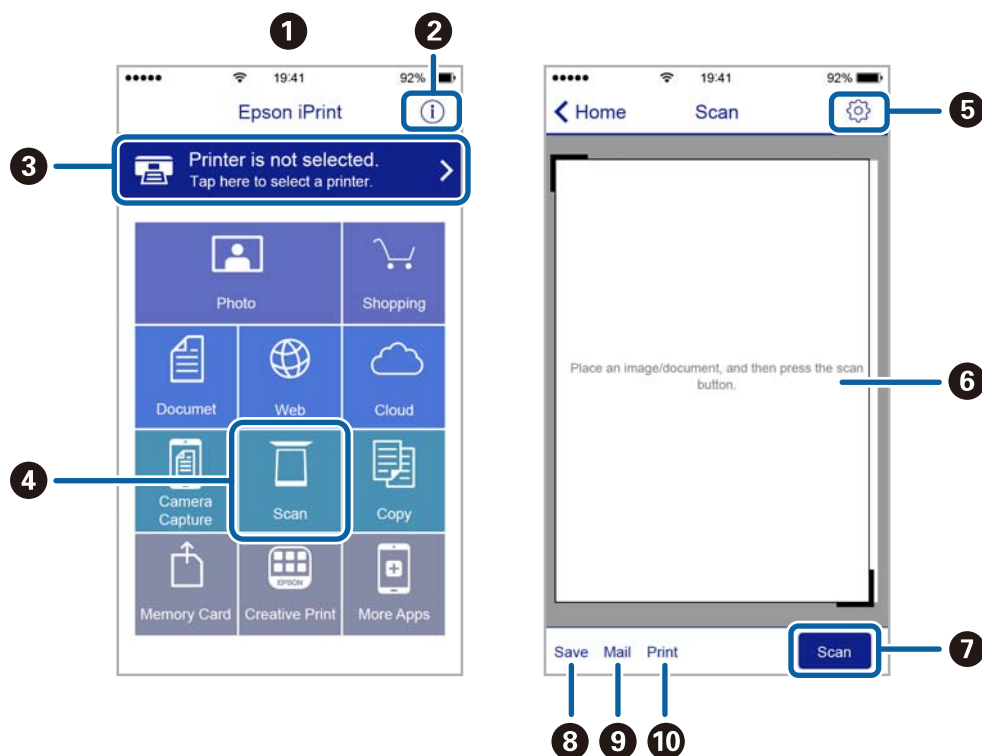 1
2
19:41
92%
Epson iPrint
i
3
Printer is not selected.
Tap here to select a printer.
Photo
Shopping
Documet
Web
Cloud
4
Camera
Capture
Scan
Copy
EPSON
Memory Card
Creative Print
More Apps
19:41
92%
Home
Scan
5
Place an image/document, and then press the scan
button.
6
Save
Mail
Print
Scan
7
8
9
10